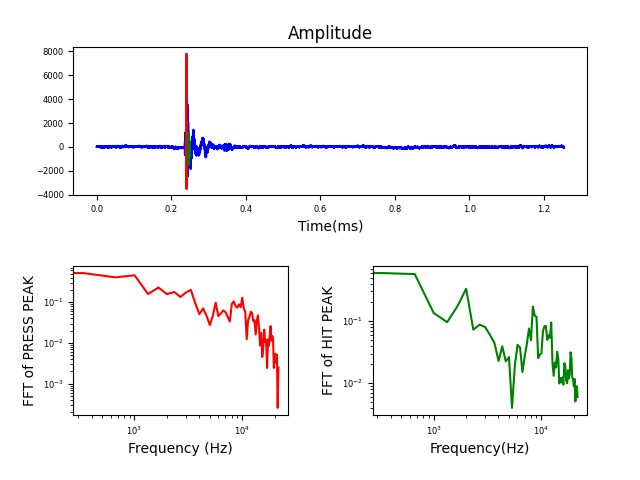 Amplitude
8000
6000
4000
2000
0
−2000
−4000
0.0 0.2 0.4 0.6 0.8 1.0 1.2
Time(ms)
FFT of PRESS PEAK
10⁻¹
10⁻²
10⁻³
10³ 10⁴
Frequency (Hz)
FFT of HIT PEAK
10⁻¹
10⁻²
10³ 10⁴
Frequency(Hz)